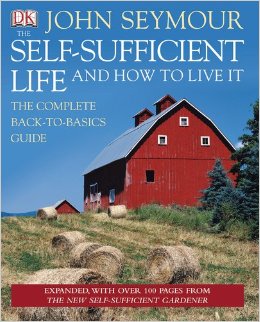 DK
JOHN SEYMOUR
THE
SELF-SUFFICIENT
LIFE AND HOW TO LIVE IT
THE COMPLETE
BACK-TO-BASICS
GUIDE
EXPANDED, WITH OVER 100 PAGES FROM
THE NEW SELF-SUFFICIENT GARDENER